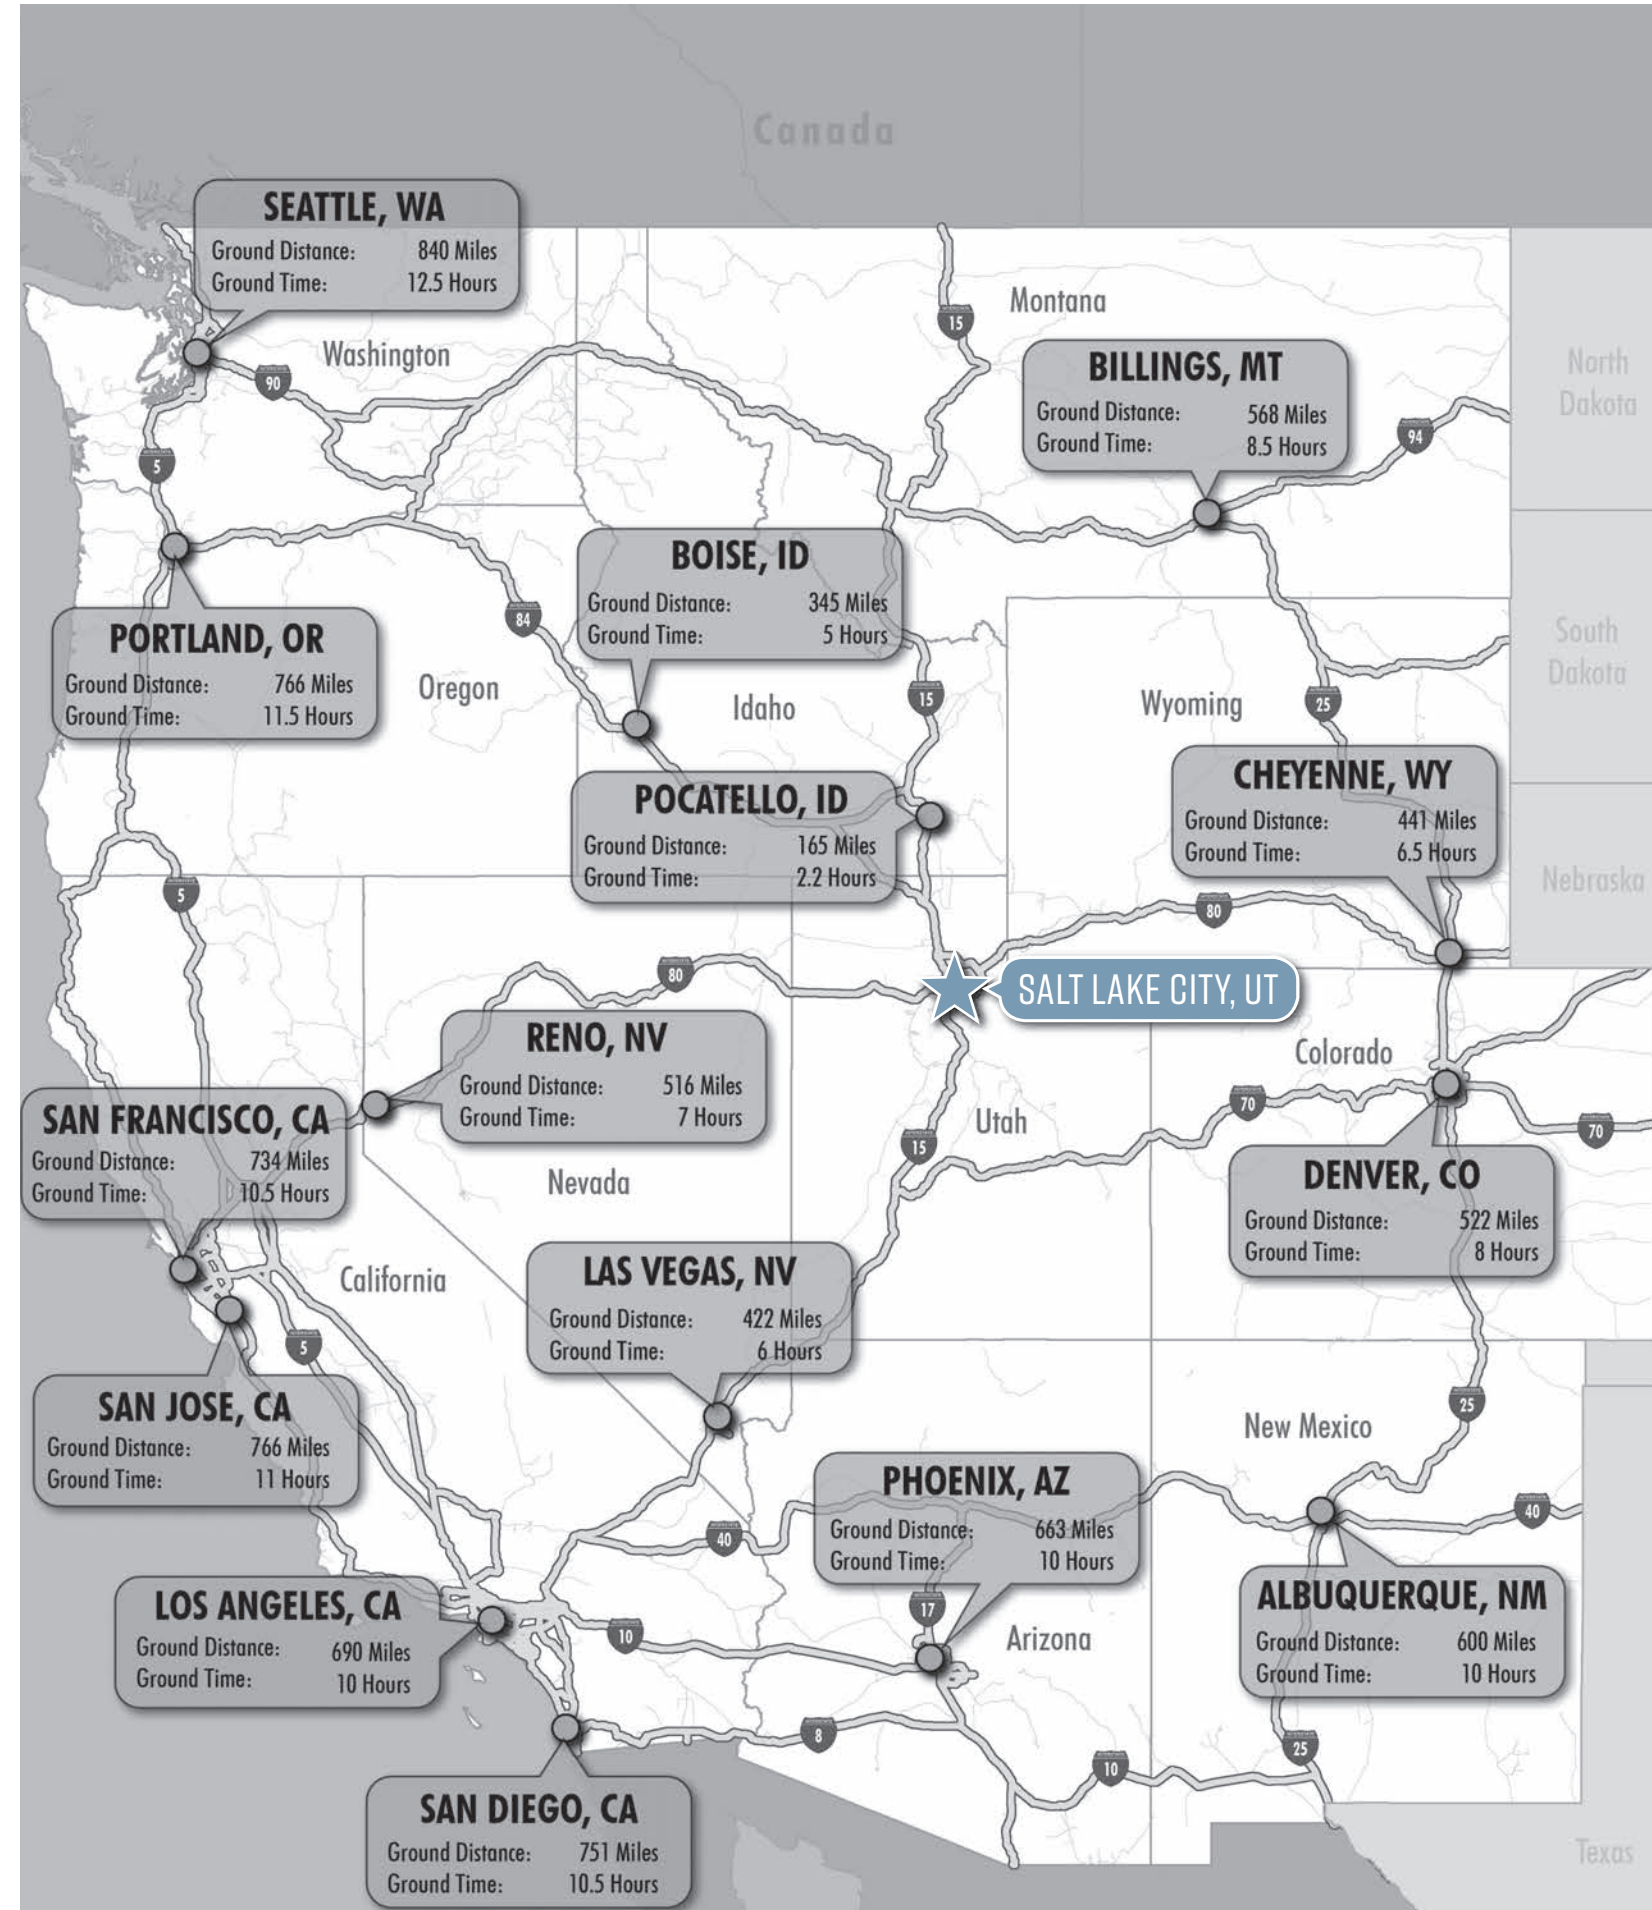 Canada
SEATTLE, WA
Ground Distance: 840 Miles
Ground Time: 12.5 Hours
Montana
15
Washington
90
BILLINGS, MT
Ground Distance: 568 Miles
Ground Time: 8.5 Hours
North
Dakota
94
5
BOISE, ID
Ground Distance: 345 Miles
Ground Time: 5 Hours
84
PORTLAND, OR
Ground Distance: 766 Miles
Ground Time: 11.5 Hours
South
Dakota
Oregon
Idaho
15
Wyoming
25
POCATELLO, ID
Ground Distance: 165 Miles
Ground Time: 2.2 Hours
CHEYENNE, WY
Ground Distance: 441 Miles
Ground Time: 6.5 Hours
Nebraska
5
80
80
SALT LAKE CITY, UT
RENO, NV
Ground Distance: 516 Miles
Ground Time: 7 Hours
Colorado
70
70
Utah
15
SAN FRANCISCO, CA
Ground Distance: 734 Miles
Ground Time: 10.5 Hours
Nevada
DENVER, CO
Ground Distance: 522 Miles
Ground Time: 8 Hours
California
LAS VEGAS, NV
Ground Distance: 422 Miles
Ground Time: 6 Hours
5
SAN JOSE, CA
Ground Distance: 766 Miles
Ground Time: 11 Hours
25
New Mexico
PHOENIX, AZ
Ground Distance: 663 Miles
Ground Time: 10 Hours
40
40
LOS ANGELES, CA
Ground Distance: 690 Miles
Ground Time: 10 Hours
17
10
Arizona
ALBUQUERQUE, NM
Ground Distance: 600 Miles
Ground Time: 10 Hours
8
10
25
SAN DIEGO, CA
Ground Distance: 751 Miles
Ground Time: 10.5 Hours
Texas